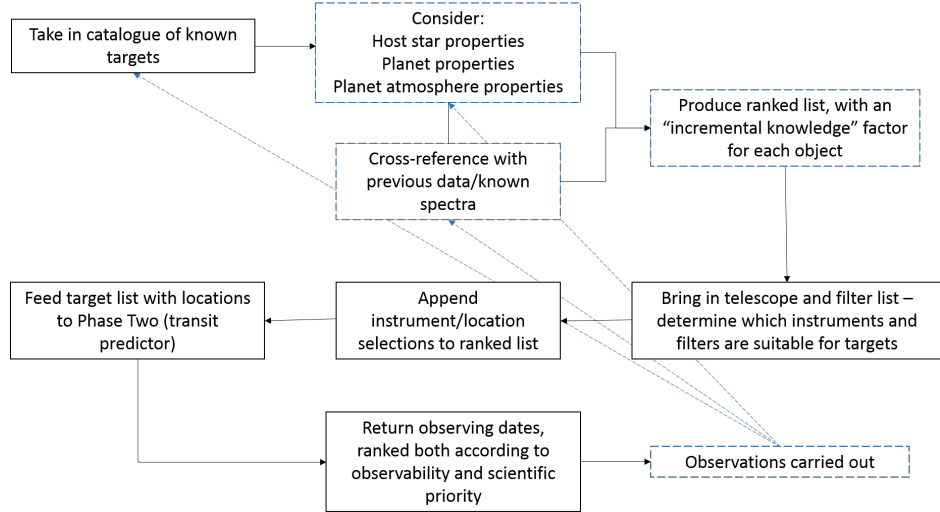 Take in catalogue of known
targets
Consider:
Host star properties
Planet properties
Planet atmosphere properties
Produce ranked list, with an
“incremental knowledge” factor
for each object
Cross-reference with
previous data/known
spectra
Bring in telescope and filter list –
determine which instruments and
filters are suitable for targets
Append
instrument/location
selections to ranked list
Feed target list with locations
to Phase Two (transit
predictor)
Return observing dates,
ranked both according to
observability and scientific
priority
Observations carried out